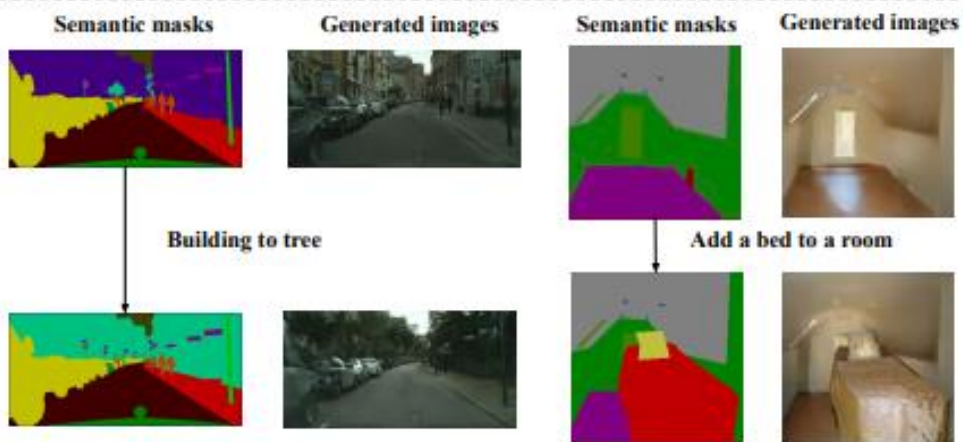 Semantic masks
Generated images
Semantic masks
Generated images
Building to tree
Add a bed to a room